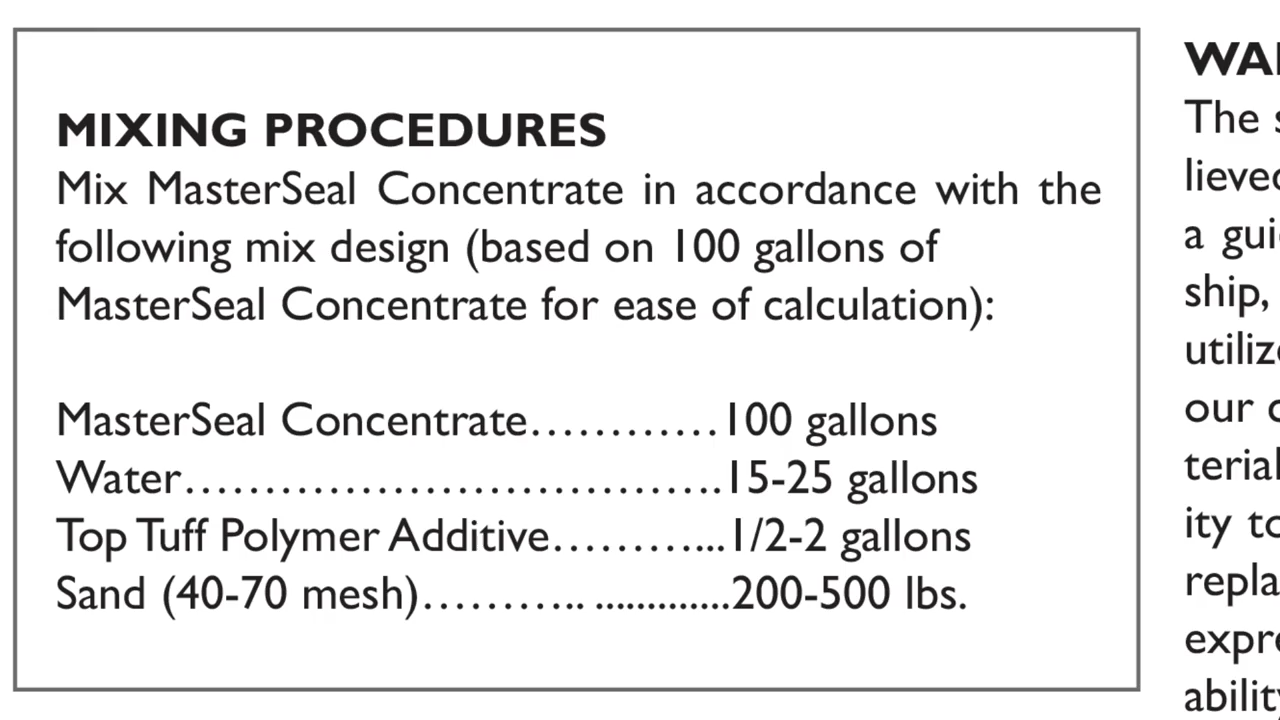 MIXING PROCEDURES
Mix MasterSeal Concentrate in accordance with the
following mix design (based on 100 gallons of
MasterSeal Concentrate for ease of calculation):
MasterSeal Concentrate…………100 gallons
Water…………………………………..15-25 gallons
Top Tuff Polymer Additive………....1/2-2 gallons
Sand (40-70 mesh)……….. .............200-500 lbs.
The
a
ship,
our
ity